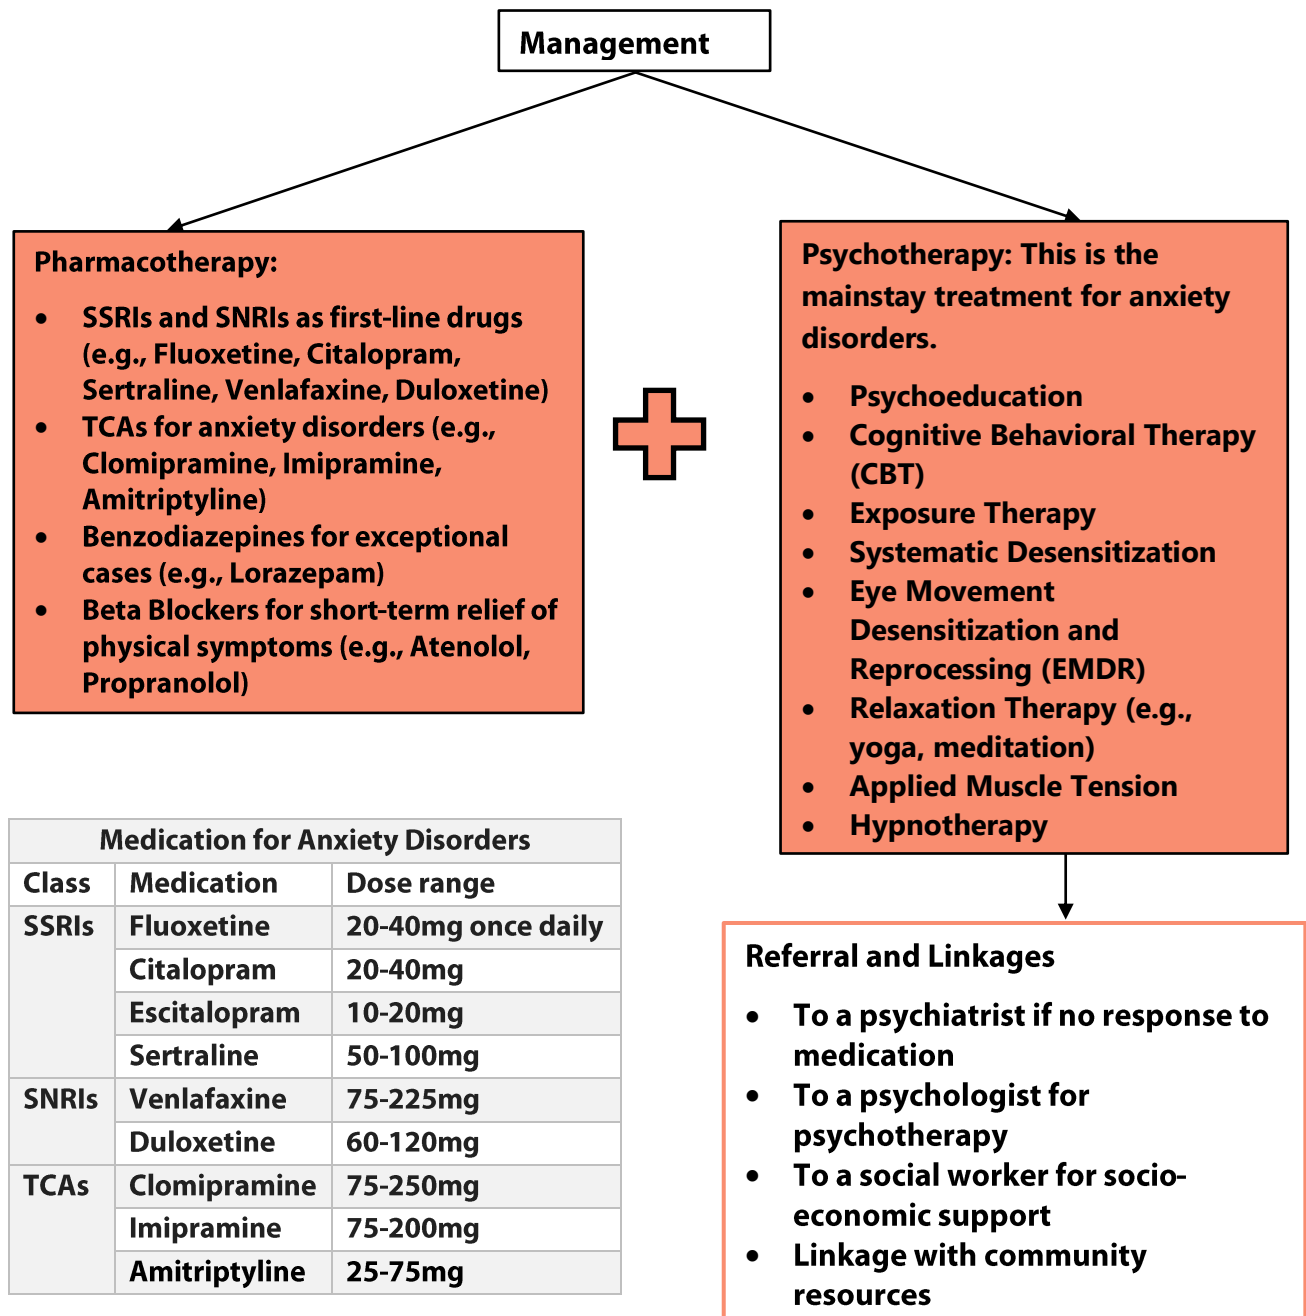 Management
Pharmacotherapy:
• SSRIs and SNRIs as first-line drugs
(e.g., Fluoxetine, Citalopram,
Sertraline, Venlafaxine, Duloxetine)
• TCAs for anxiety disorders (e.g.,
Clomipramine, Imipramine,
Amitriptyline)
• Benzodiazepines for exceptional
cases (e.g., Lorazepam)
• Beta Blockers for short-term relief of
physical symptoms (e.g., Atenolol,
Propranolol)
Psychotherapy: This is the
mainstay treatment for anxiety
disorders.
• Psychoeducation
• Cognitive Behavioral Therapy
(CBT)
• Exposure Therapy
• Systematic Desensitization
• Eye Movement
Desensitization and
Reprocessing (EMDR)
• Relaxation Therapy (e.g.,
yoga, meditation)
• Applied Muscle Tension
• Hypnotherapy
Medication for Anxiety Disorders
Class Medication Dose range
SSRIs Fluoxetine 20-40mg once daily
Citalopram 20-40mg
Escitalopram 10-20mg
Sertraline 50-100mg
SNRIs Venlafaxine 75-225mg
Duloxetine 60-120mg
TCAs Clomipramine 75-250mg
Imipramine 75-200mg
Amitriptyline 25-75mg
Referral and Linkages
• To a psychiatrist if no response to
medication
• To a psychologist for
psychotherapy
• To a social worker for socio-
economic support
• Linkage with community
resources